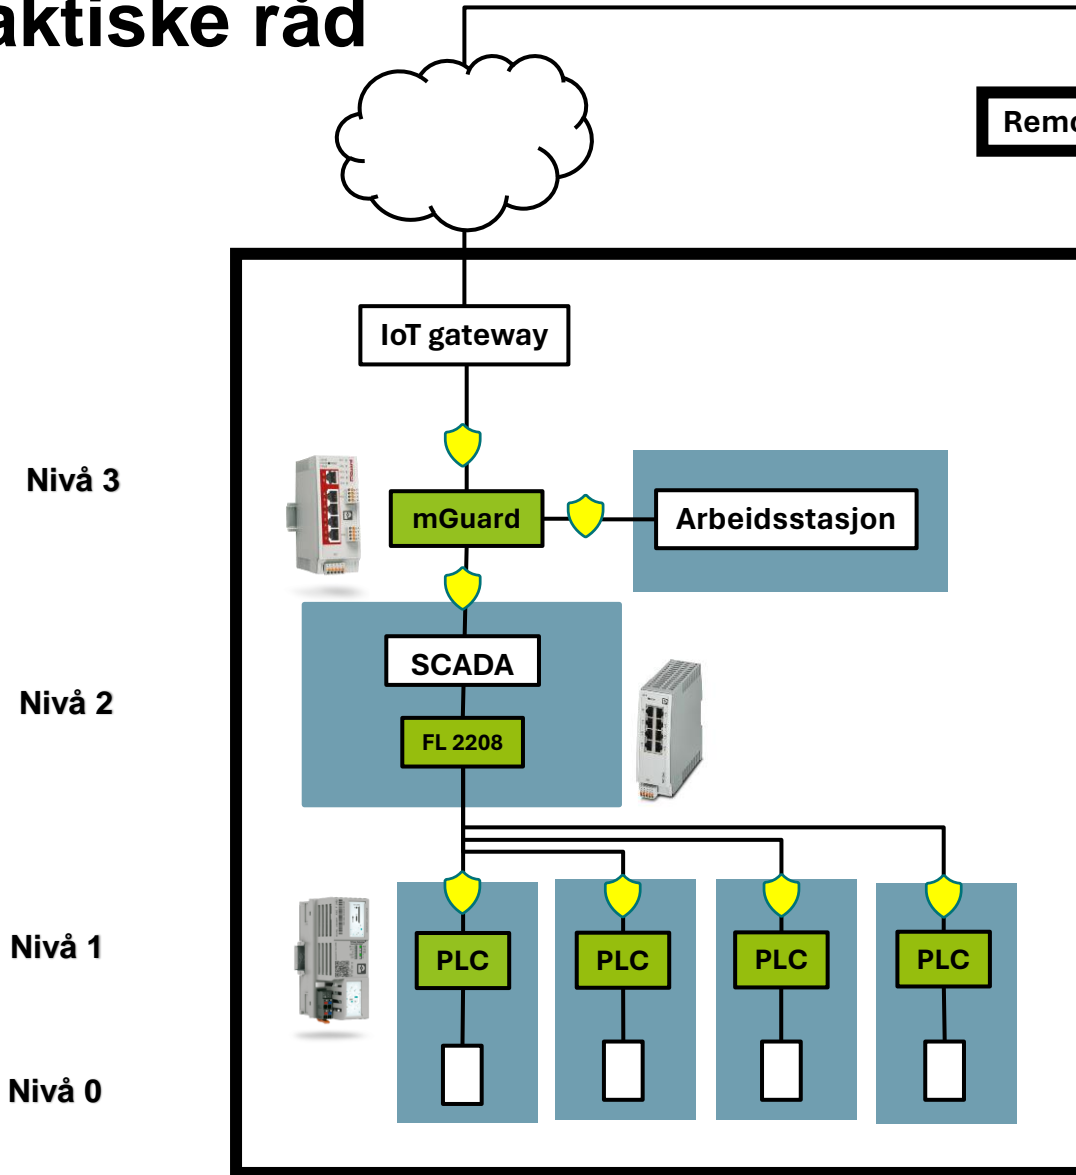 aktiske råd
Remo
IoT gateway
Nivå 3
mGuard
Arbeidsstasjon
SCADA
Nivå 2
FL 2208
Nivå 1
PLC
PLC
PLC
PLC
Nivå 0